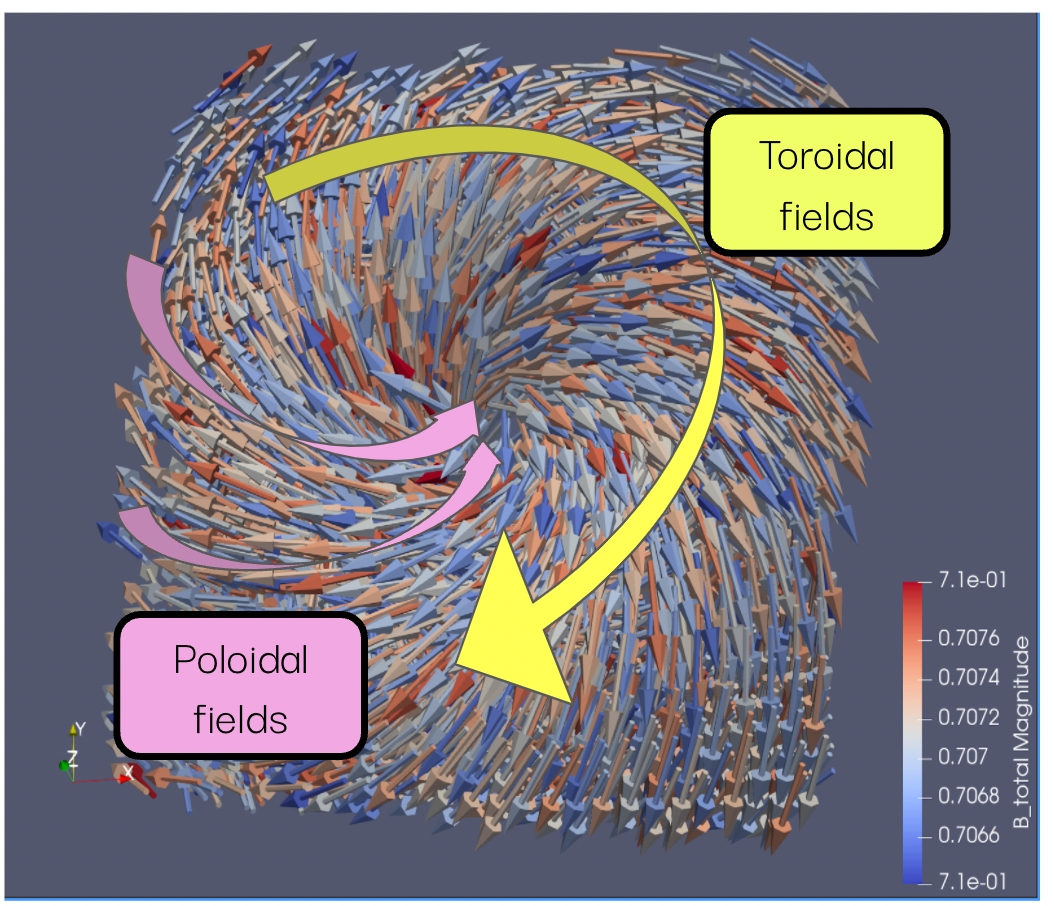 Toroidal
fields
Poloidal
fields
Y
Z
X
7.1e-01
0.7076
0.7074
0.7072
0.707
0.7068
0.7066
7.1e-01
B_total Magnitude